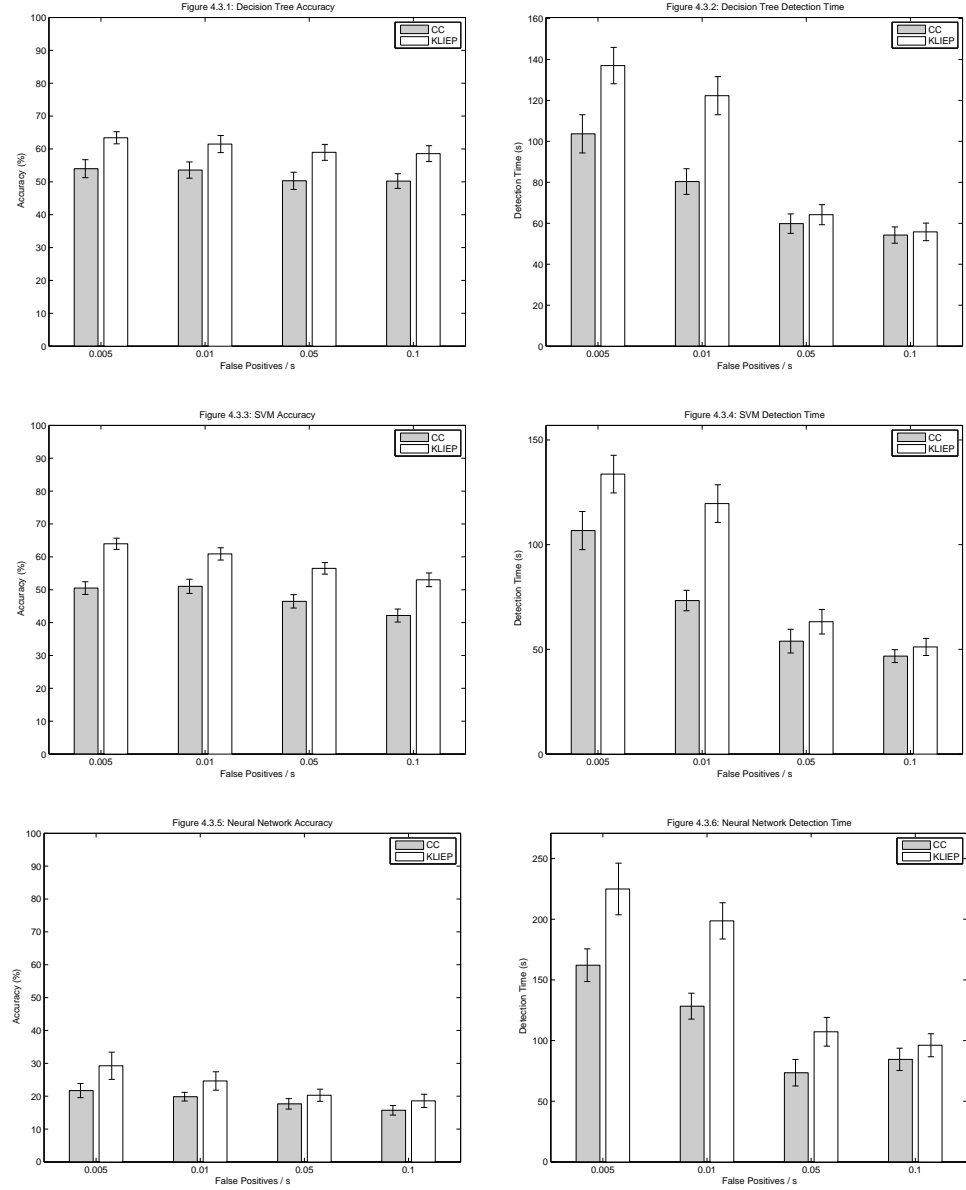 Figure 4.3.1: Decision Tree Accuracy
100
90
80
70
60
50
40
30
20
10
0
Accuracy (%)
CC
KLIEP
0.005 0.01 0.05 0.1
False Positives / s
Figure 4.3.2: Decision Tree Detection Time
160
140
120
100
80
60
40
20
0
Detection Time (s)
CC
KLIEP
0.005 0.01 0.05 0.1
False Positives / s
Figure 4.3.3: SVM Accuracy
100
90
80
70
60
50
40
30
20
10
0
Accuracy (%)
CC
KLIEP
0.005 0.01 0.05 0.1
False Positives / s
Figure 4.3.4: SVM Detection Time
150
100
50
0
Detection Time (s)
CC
KLIEP
0.005 0.01 0.05 0.1
False Positives / s
Figure 4.3.5: Neural Network Accuracy
100
90
80
70
60
50
40
30
20
10
0
Accuracy (%)
CC
KLIEP
0.005 0.01 0.05 0.1
False Positives / s
Figure 4.3.6: Neural Network Detection Time
250
200
150
100
50
0
Detection Time (s)
CC
KLIEP
0.005 0.01 0.05 0.1
False Positives / s